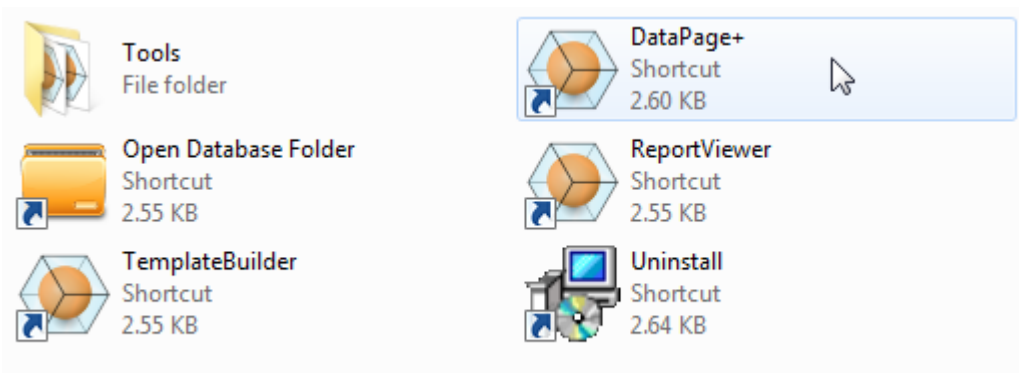 Tools
File folder
DataPage+
Shortcut
2.60 KB
Open Database Folder
Shortcut
2.55 KB
ReportViewer
Shortcut
2.55 KB
TemplateBuilder
Shortcut
2.55 KB
Uninstall
Shortcut
2.64 KB